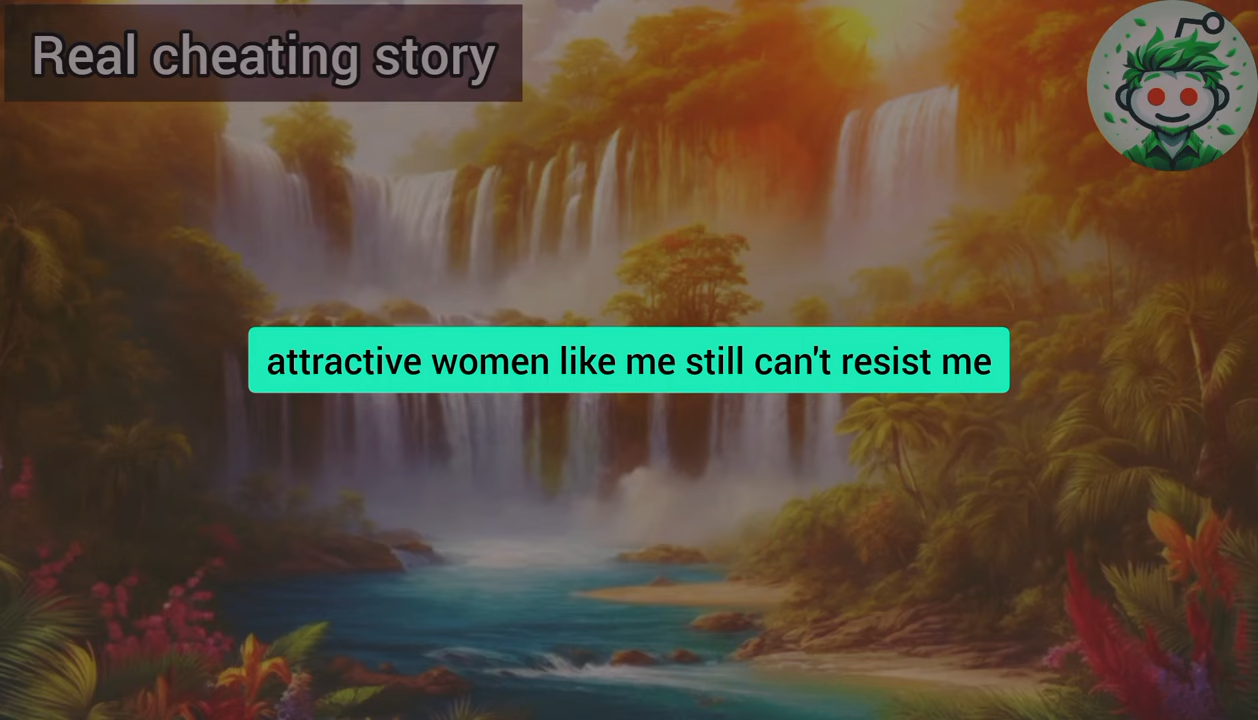 Real cheating story
attractive women like me still can't resist me